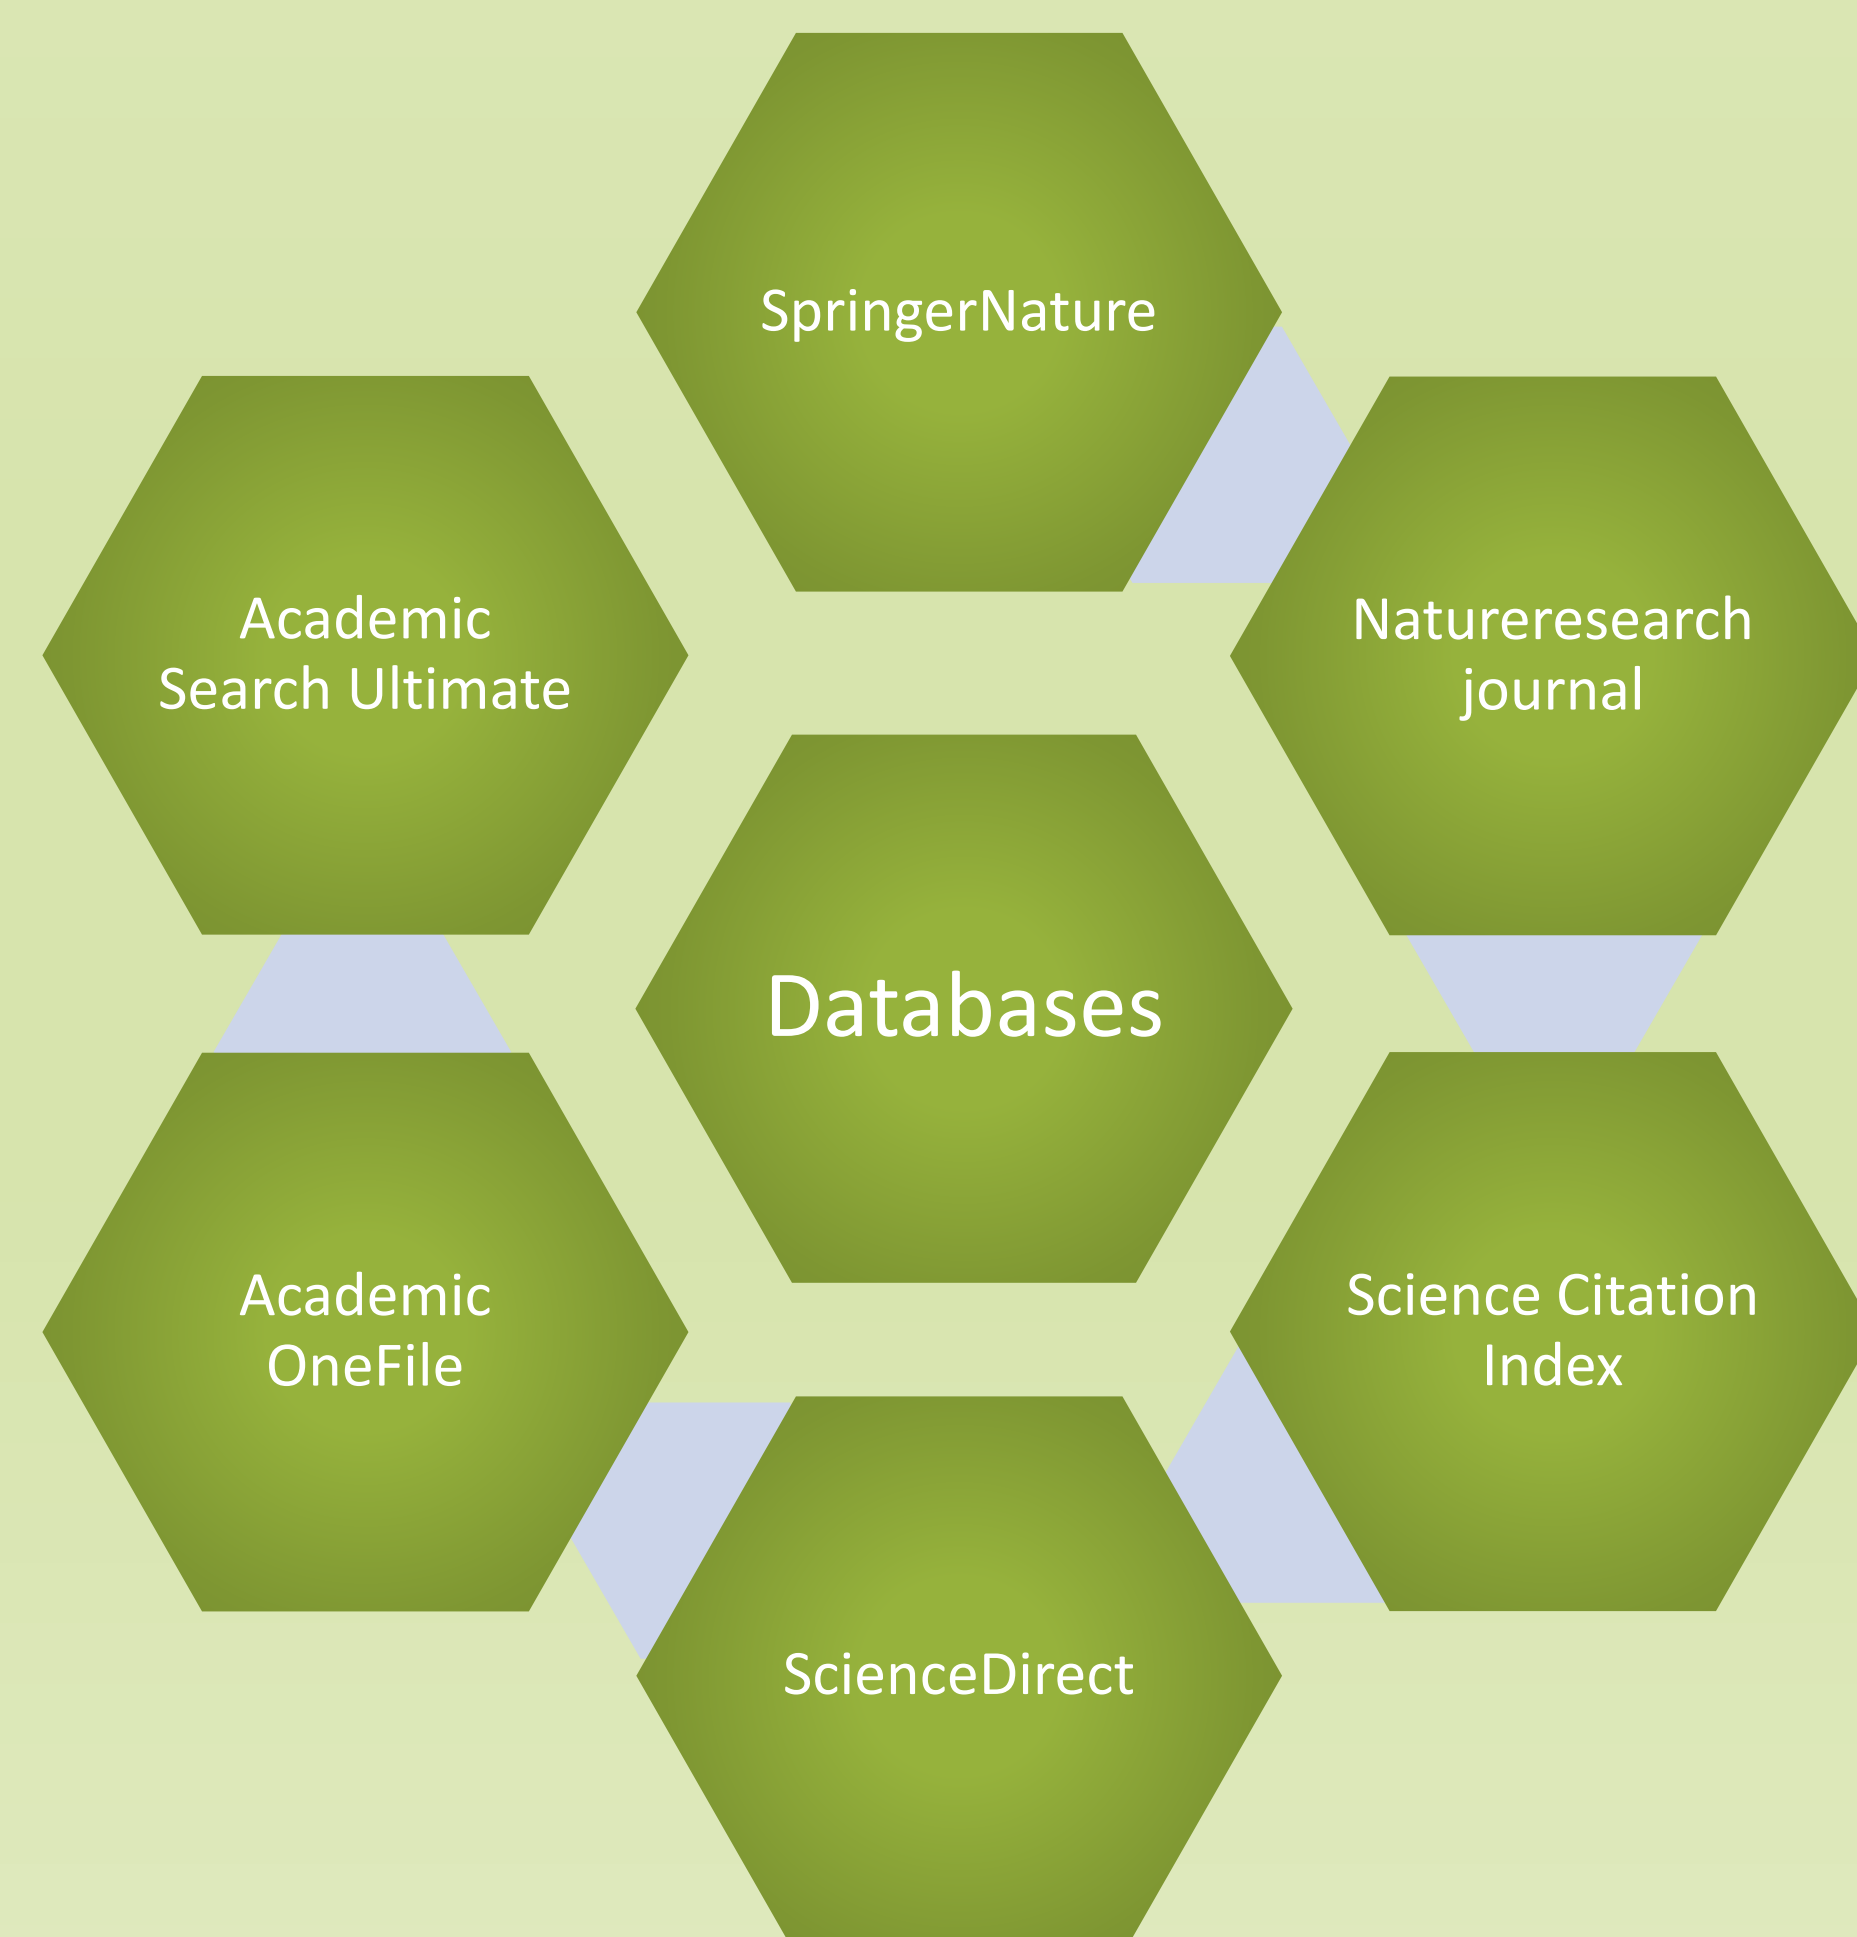 SpringerNature
Academic
Search Ultimate
Natureresearch
journal
Databases
Academic
OneFile
Science Citation
Index
ScienceDirect